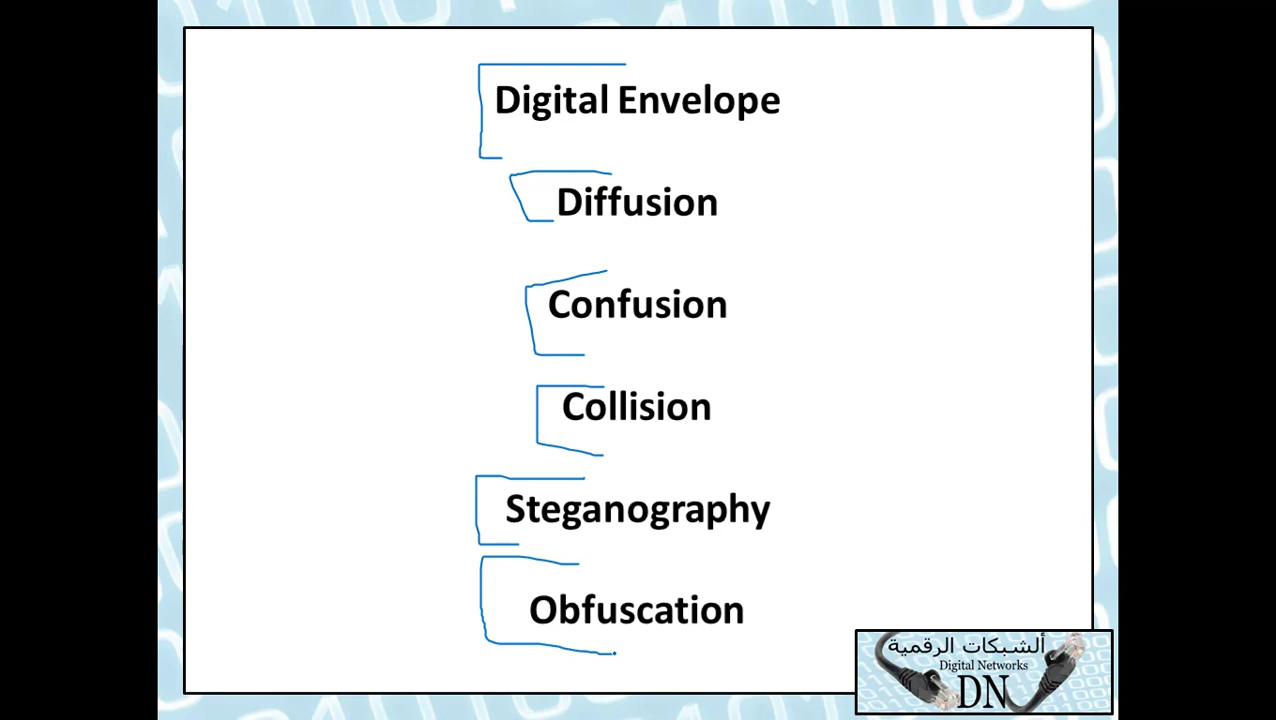 Digital Envelope
Diffusion
Confusion
Collision
Steganography
Obfuscation
ألشبكات الرقمية
Digital Networks
DN